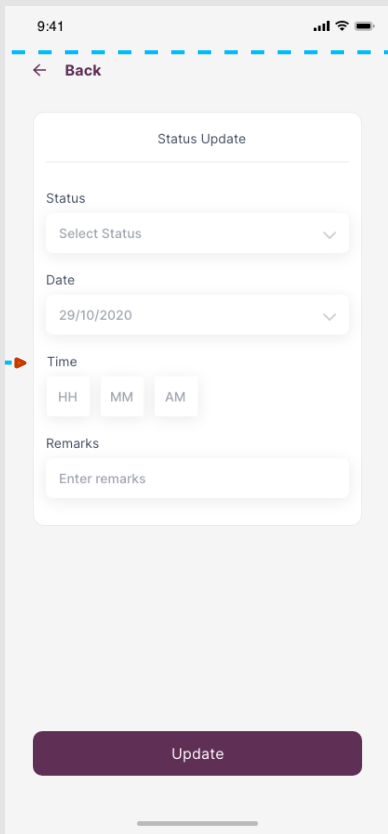 9:41
Back
Status Update
Status
Select Status
Date
29/10/2020
Time
HH MM AM
Remarks
Enter remarks
Update